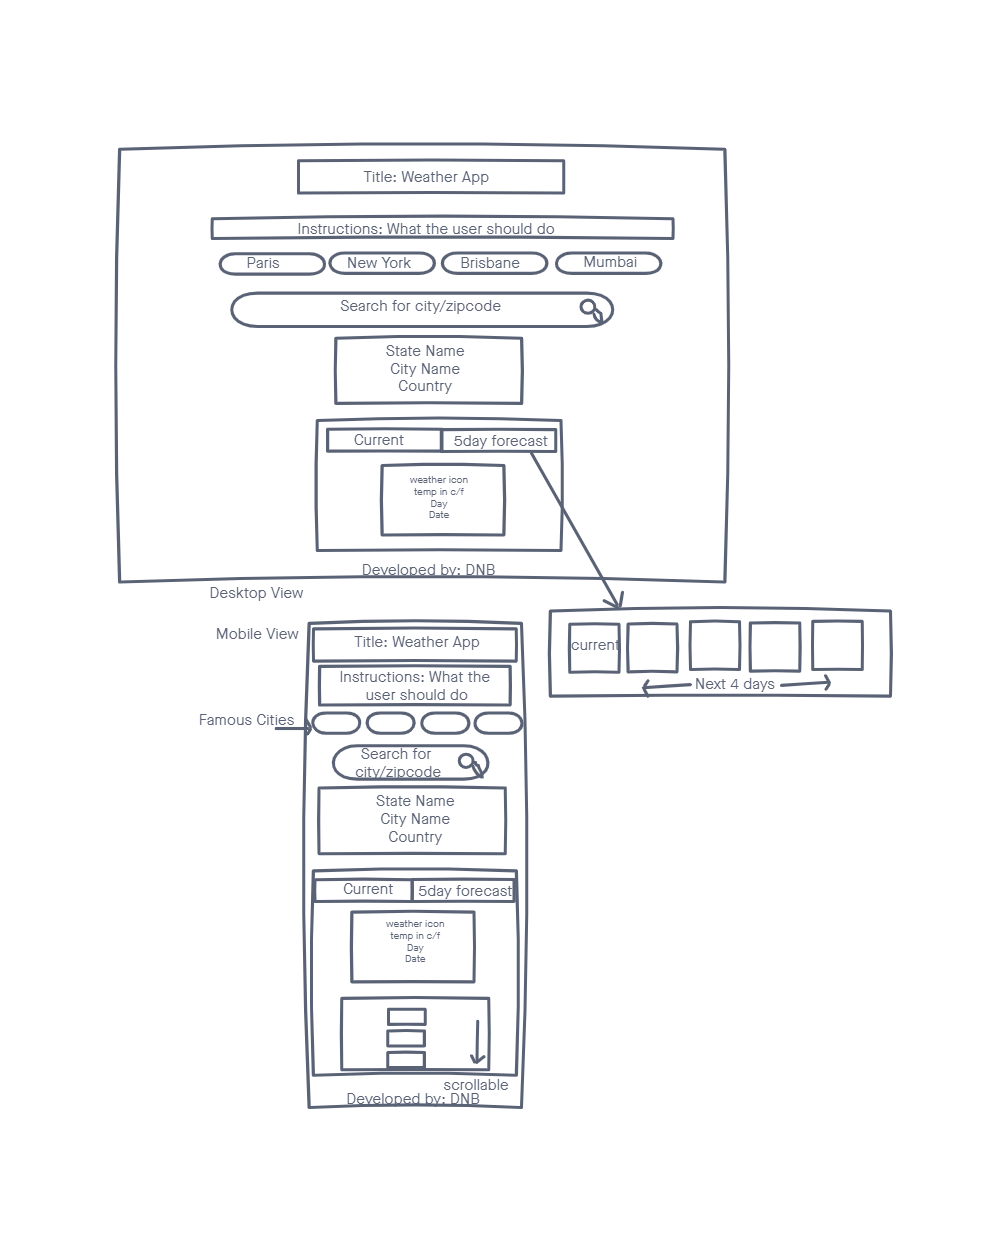 Title: Weather App
Instructions: What the user should do
Paris
New York
Brisbane
Mumbai
Search for city/zipcode
State Name
City Name
Country
Current
5day forecast
weather icon
temp in c/f
Day
Date
Developed by: DNB
Desktop View
current
Next 4 days
Mobile View
Title: Weather App
Instructions: What the
user should do
Famous Cities
Search for
city/zipcode
State Name
City Name
Country
Current
5day forecast
weather icon
temp in c/f
Day
Date
scrollable
Developed by: DNB